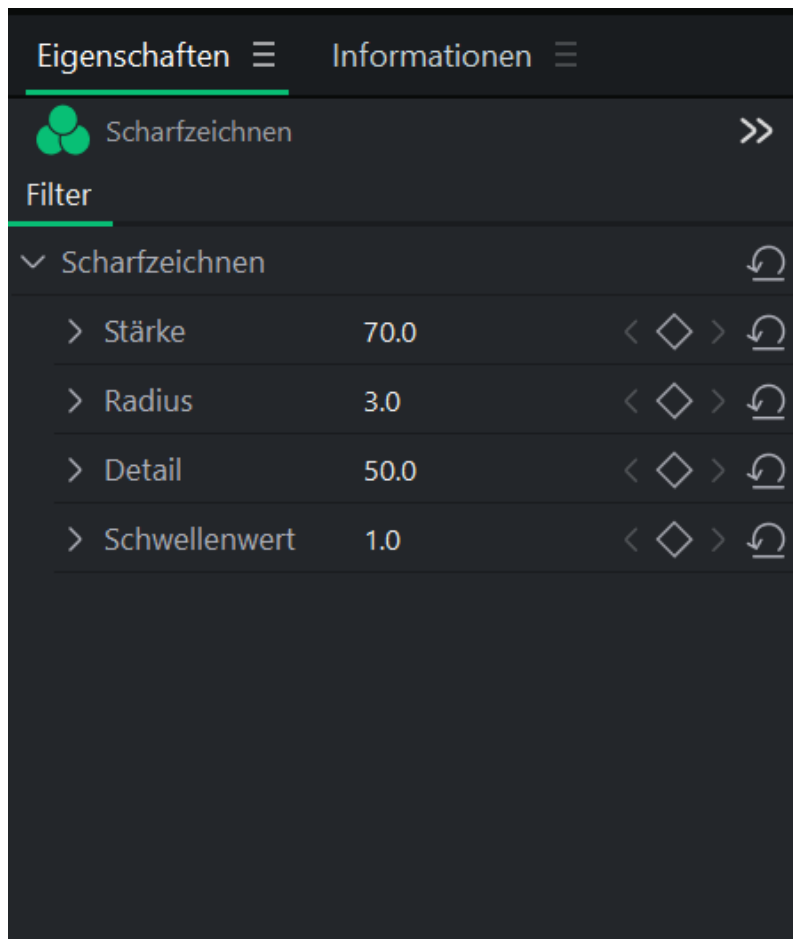 Eigenschaften Informationen
Scharfzeichnen
Filter
Scharfzeichnen
Stärke 70.0
Radius 3.0
Detail 50.0
Schwellenwert 1.0